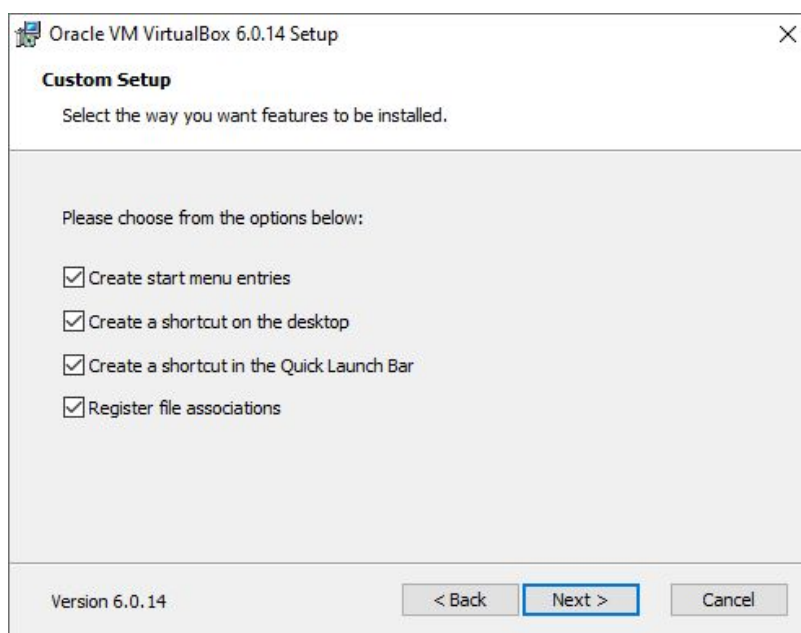 Oracle VM VirtualBox 6.0.14 Setup
Custom Setup
Select the way you want features to be installed.
Please choose from the options below:
Create start menu entries
Create a shortcut on the desktop
Create a shortcut in the Quick Launch Bar
Register file associations
Version 6.0.14
< Back
Next >
Cancel